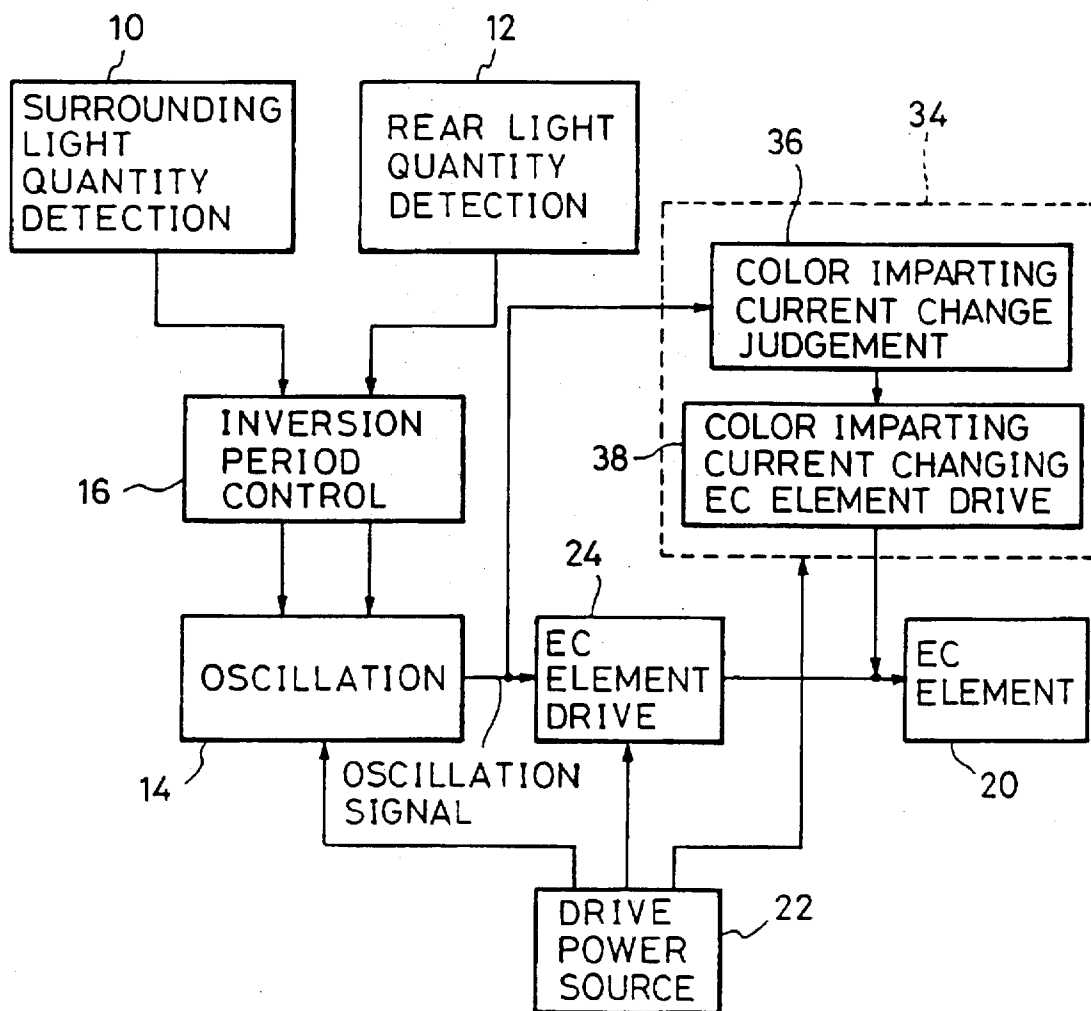 10
12
SURROUNDING
LIGHT
QUANTITY
DETECTION
REAR LIGHT
QUANTITY
DETECTION
34
36
COLOR IMPARTING
CURRENT CHANGE
JUDGEMENT
INVERSION
PERIOD
CONTROL
16
38
COLOR IMPARTING
CURRENT CHANGING
EC ELEMENT DRIVE
24
OSCILLATION
14
EC
ELEMENT
DRIVE
EC
ELEMENT
20
OSCILLATION
SIGNAL
DRIVE
POWER
SOURCE
22